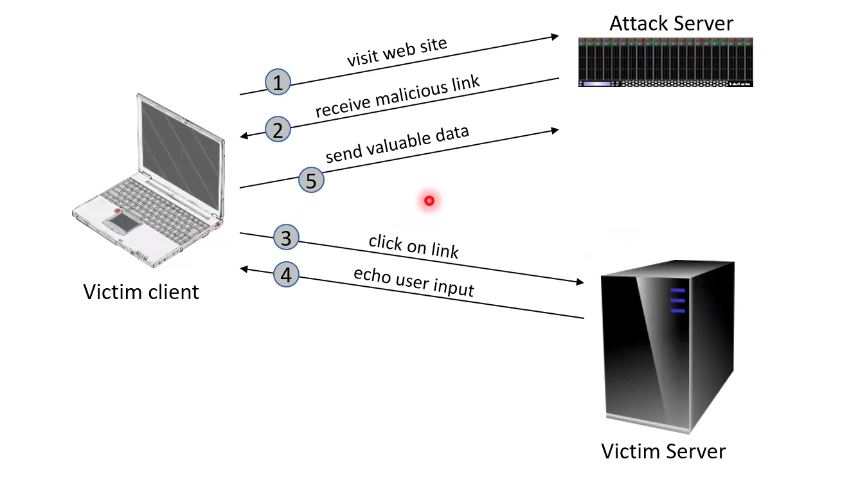 Attack Server
visit web site
1
receive malicious link
2
send valuable data
5
3
click on link
4
echo user input
Victim client
Victim Server